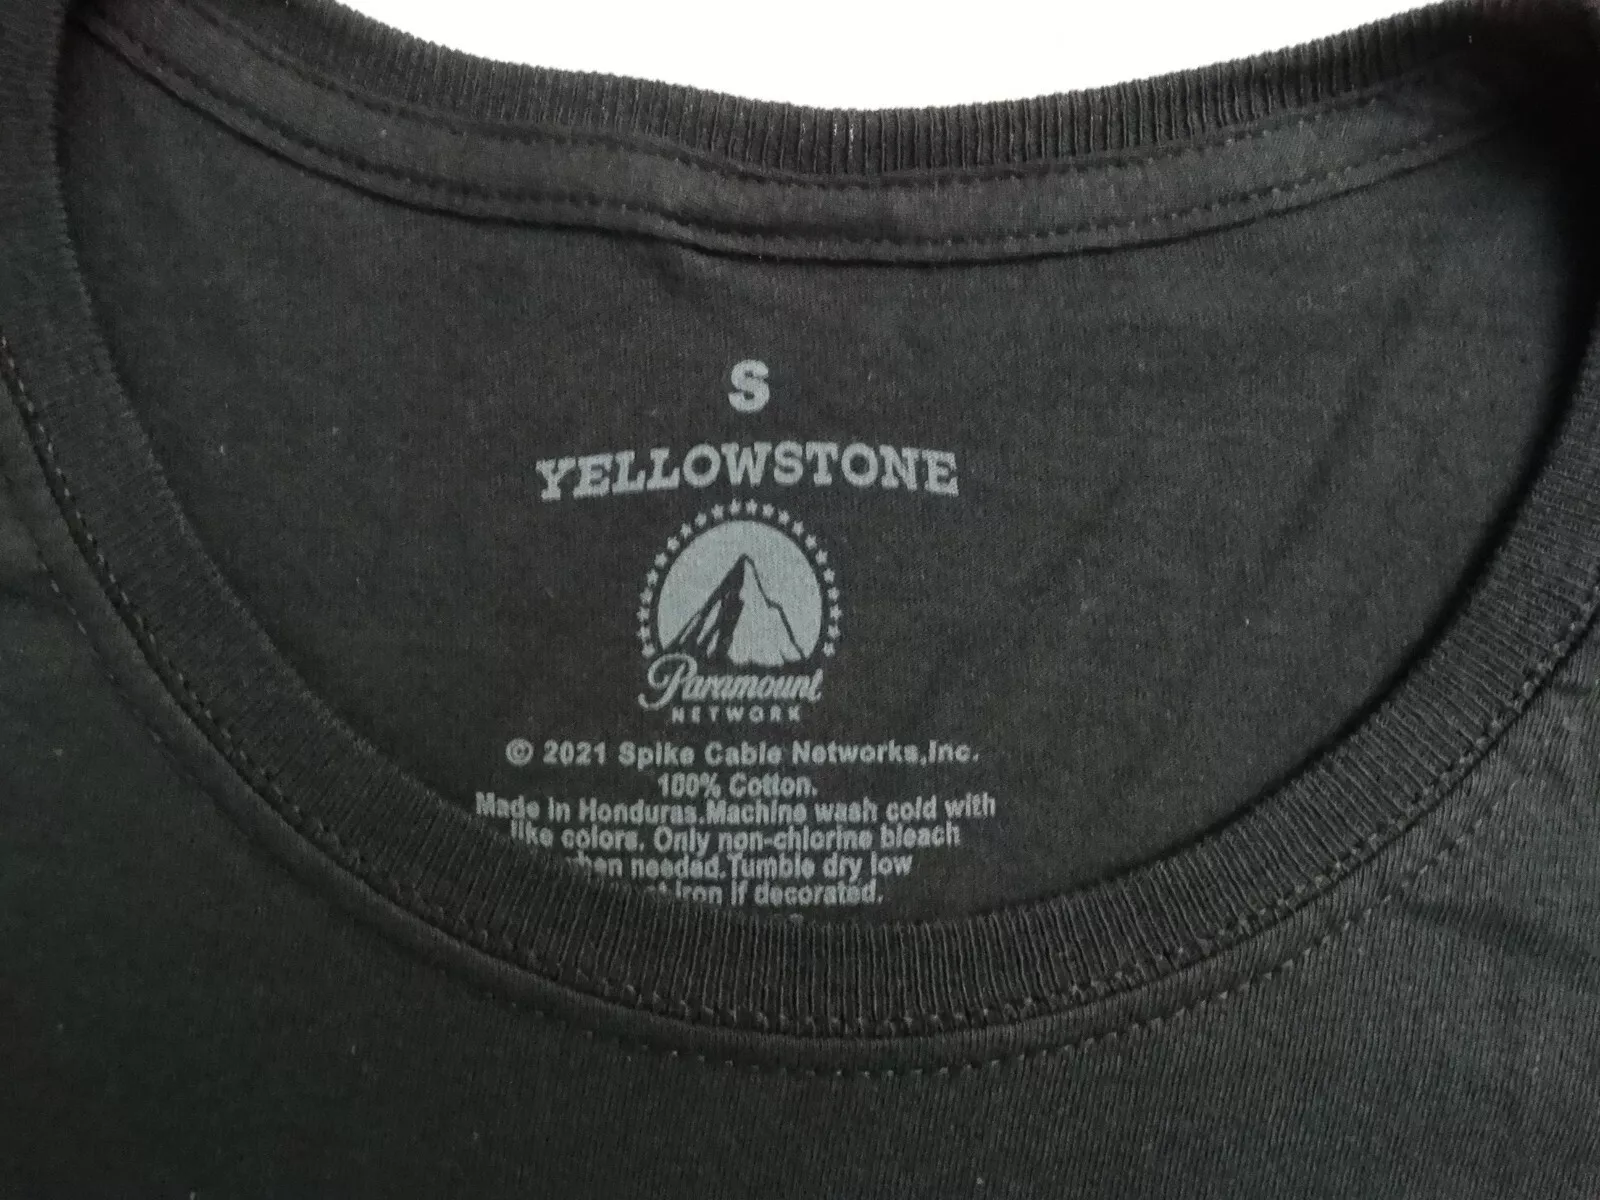 S
YELLOWSTONE
Paramount
NETWORK
© 2021 Spike Cable Networks,Inc.
100% Cotton.
Made in Honduras.Machine wash cold with
like colors. Only non-chlorine bleach
needed.Tumble dry low
iron if decorated.